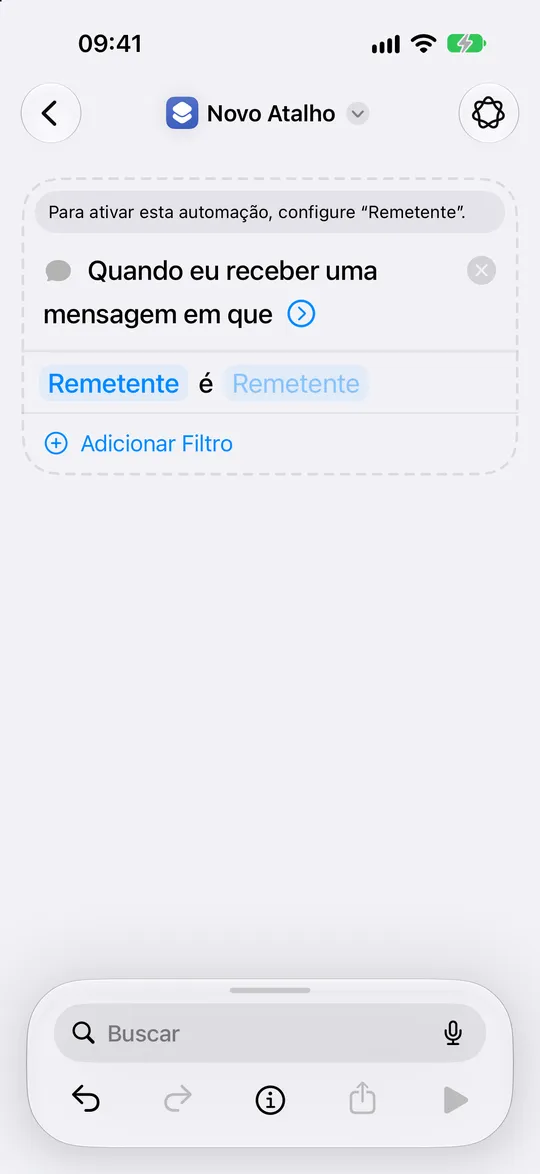 09:41
Novo Atalho
Para ativar esta automação, configure “Remetente”.
Quando eu receber uma
mensagem em que
Remetente é Remetente
Adicionar Filtro
Buscar